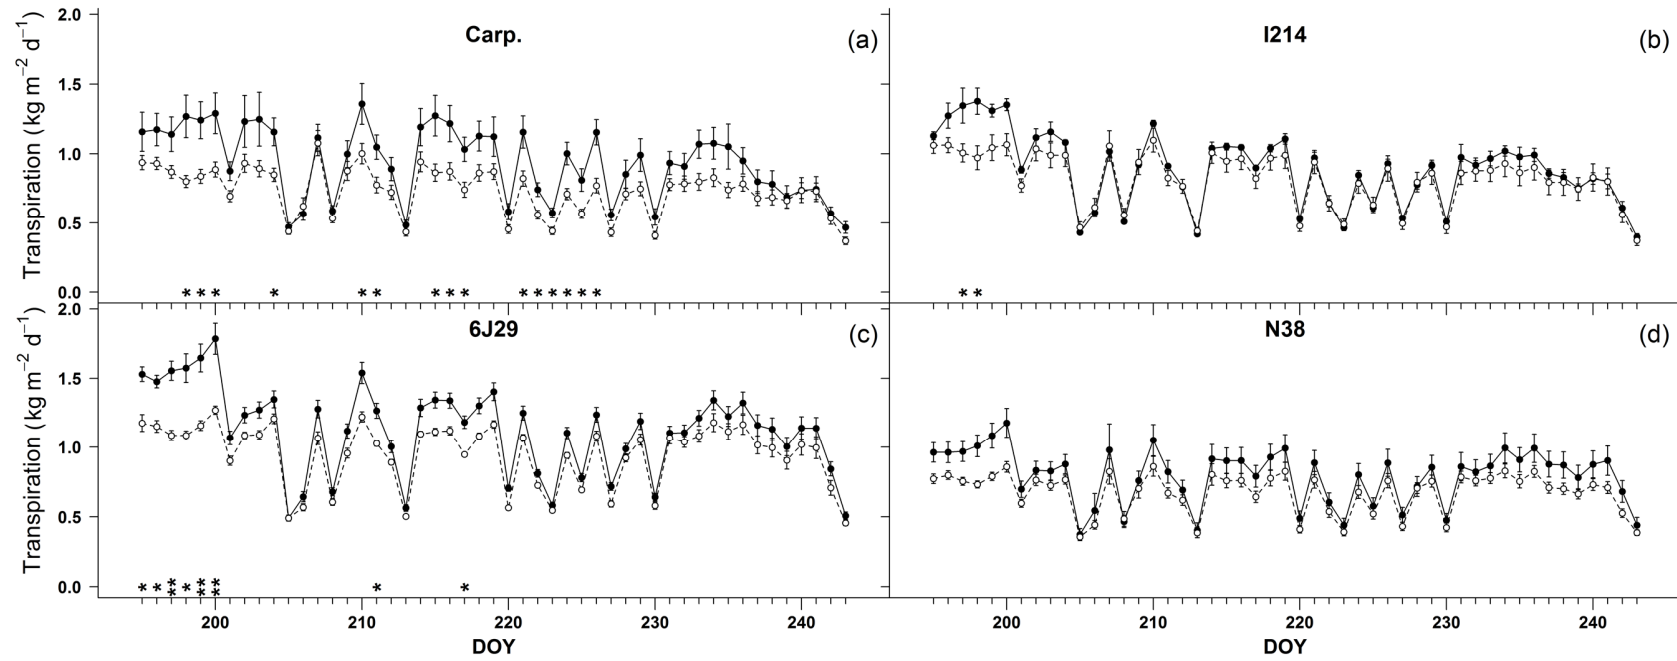 Carp. (a)
I214 (b)
2.0
1.5
1.0
0.5
0.0
Transpiration (kg m−2 d−1)
* * * * * * * * * * * * * * *
* *
6J29 (c)
N38 (d)
2.0
1.5
1.0
0.5
0.0
Transpiration (kg m−2 d−1)
* * ** * ** ** * *
200 210 220 230 240
DOY
200 210 220 230 240
DOY